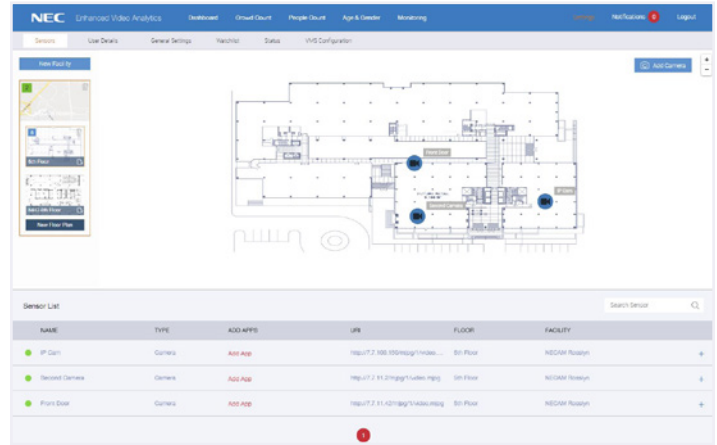 NEC Enhanced Video Analytics Dashboard Crowd Count People Count Age & Gender Monitoring Settings Notifications 0 Logout
Sensors User Details General Settings Watchlist Status VMS Configuration
New Facility
Add Camera
+
-
Front Door
5th Floor
IP Cam
Second Camera
New Floor Plan
Sensor List
Search Sensor
NAME TYPE ADD APPS URI FLOOR FACILITY
IP Cam Camera Add App 5th Floor NECAM Rosslyn +
Second Camera Camera Add App 5th Floor NECAM Rosslyn +
Front Door Camera Add App 5th Floor NECAM Rosslyn +
1